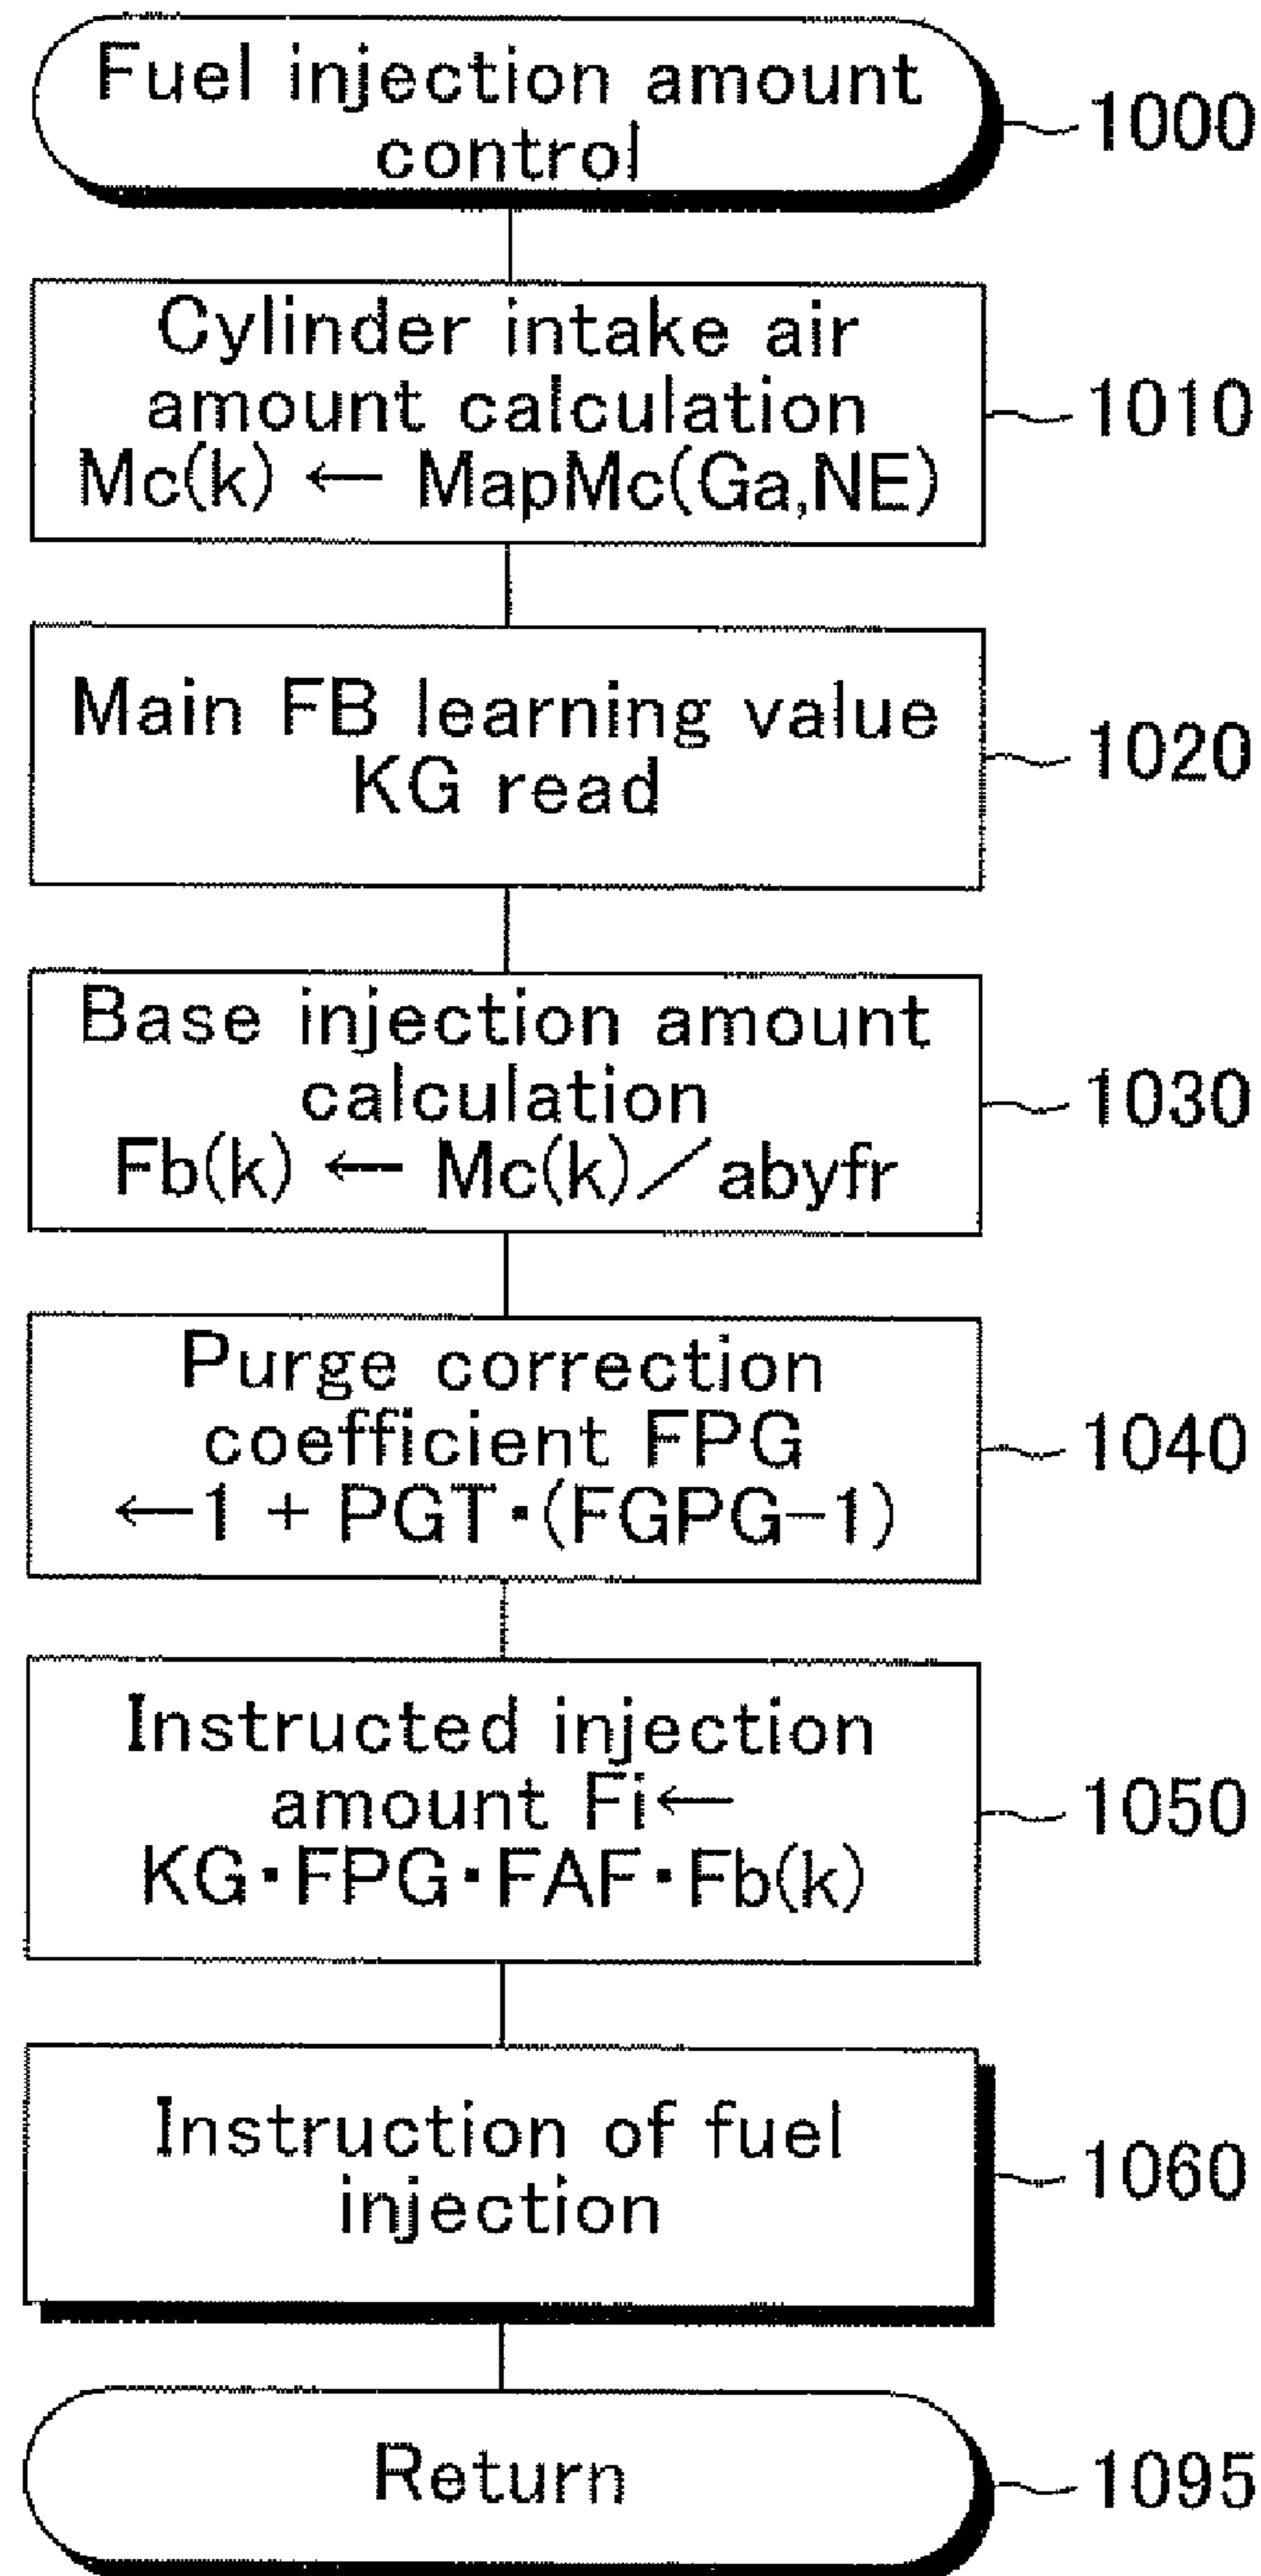 Fuel injection amount
control
1000
Cylinder intake air
amount calculation
Mc(k) ← MapMc(Ga,NE)
1010
Main FB learning value
KG read
1020
Base injection amount
calculation
Fb(k) ← Mc(k)／abyfr
1030
Purge correction
coefficient FPG
←1 + PGT·(FGPG-1)
1040
Instructed injection
amount Fi←
KG·FPG·FAF·Fb(k)
1050
Instruction of fuel
injection
1060
Return
1095